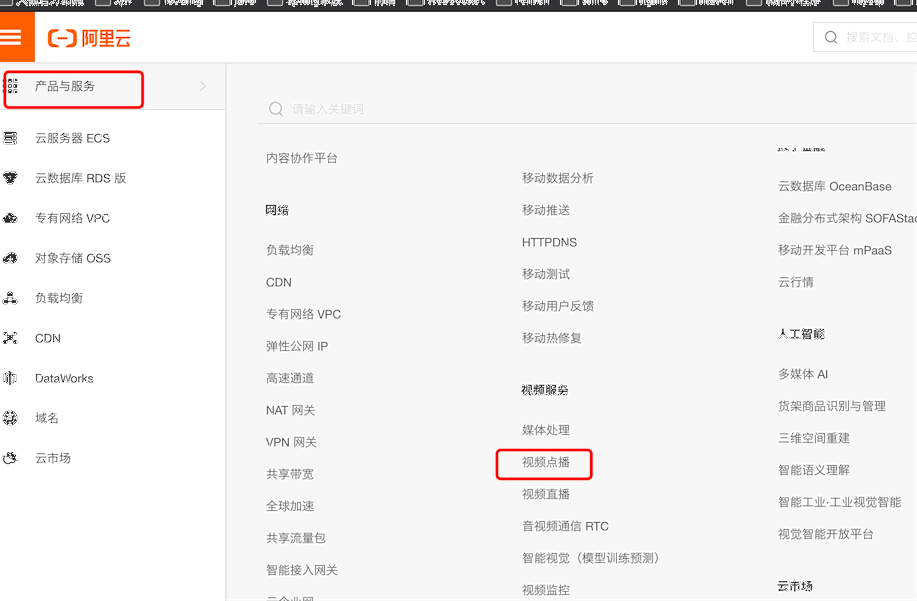 阿里云
搜索文档、控
产品与服务
云服务器 ECS
云数据库 RDS 版
专有网络 VPC
对象存储 OSS
负载均衡
CDN
DataWorks
域名
云市场
请输入关键词
内容协作平台
网络
负载均衡
CDN
专有网络 VPC
弹性公网 IP
高速通道
NAT 网关
VPN 网关
共享带宽
全球加速
共享流量包
智能接入网关
云企业网
移动数据分析
移动推送
HTTPDNS
移动测试
移动用户反馈
移动热修复
视频服务
媒体处理
视频点播
视频直播
音视频通信 RTC
智能视觉（模型训练预测）
视频监控
云数据库 OceanBase
金融分布式架构 SOFAStac
移动开发平台 mPaaS
云行情
人工智能
多媒体 AI
货架商品识别与管理
三维空间重建
智能语义理解
智能工业·工业视觉智能
视觉智能开放平台
云市场